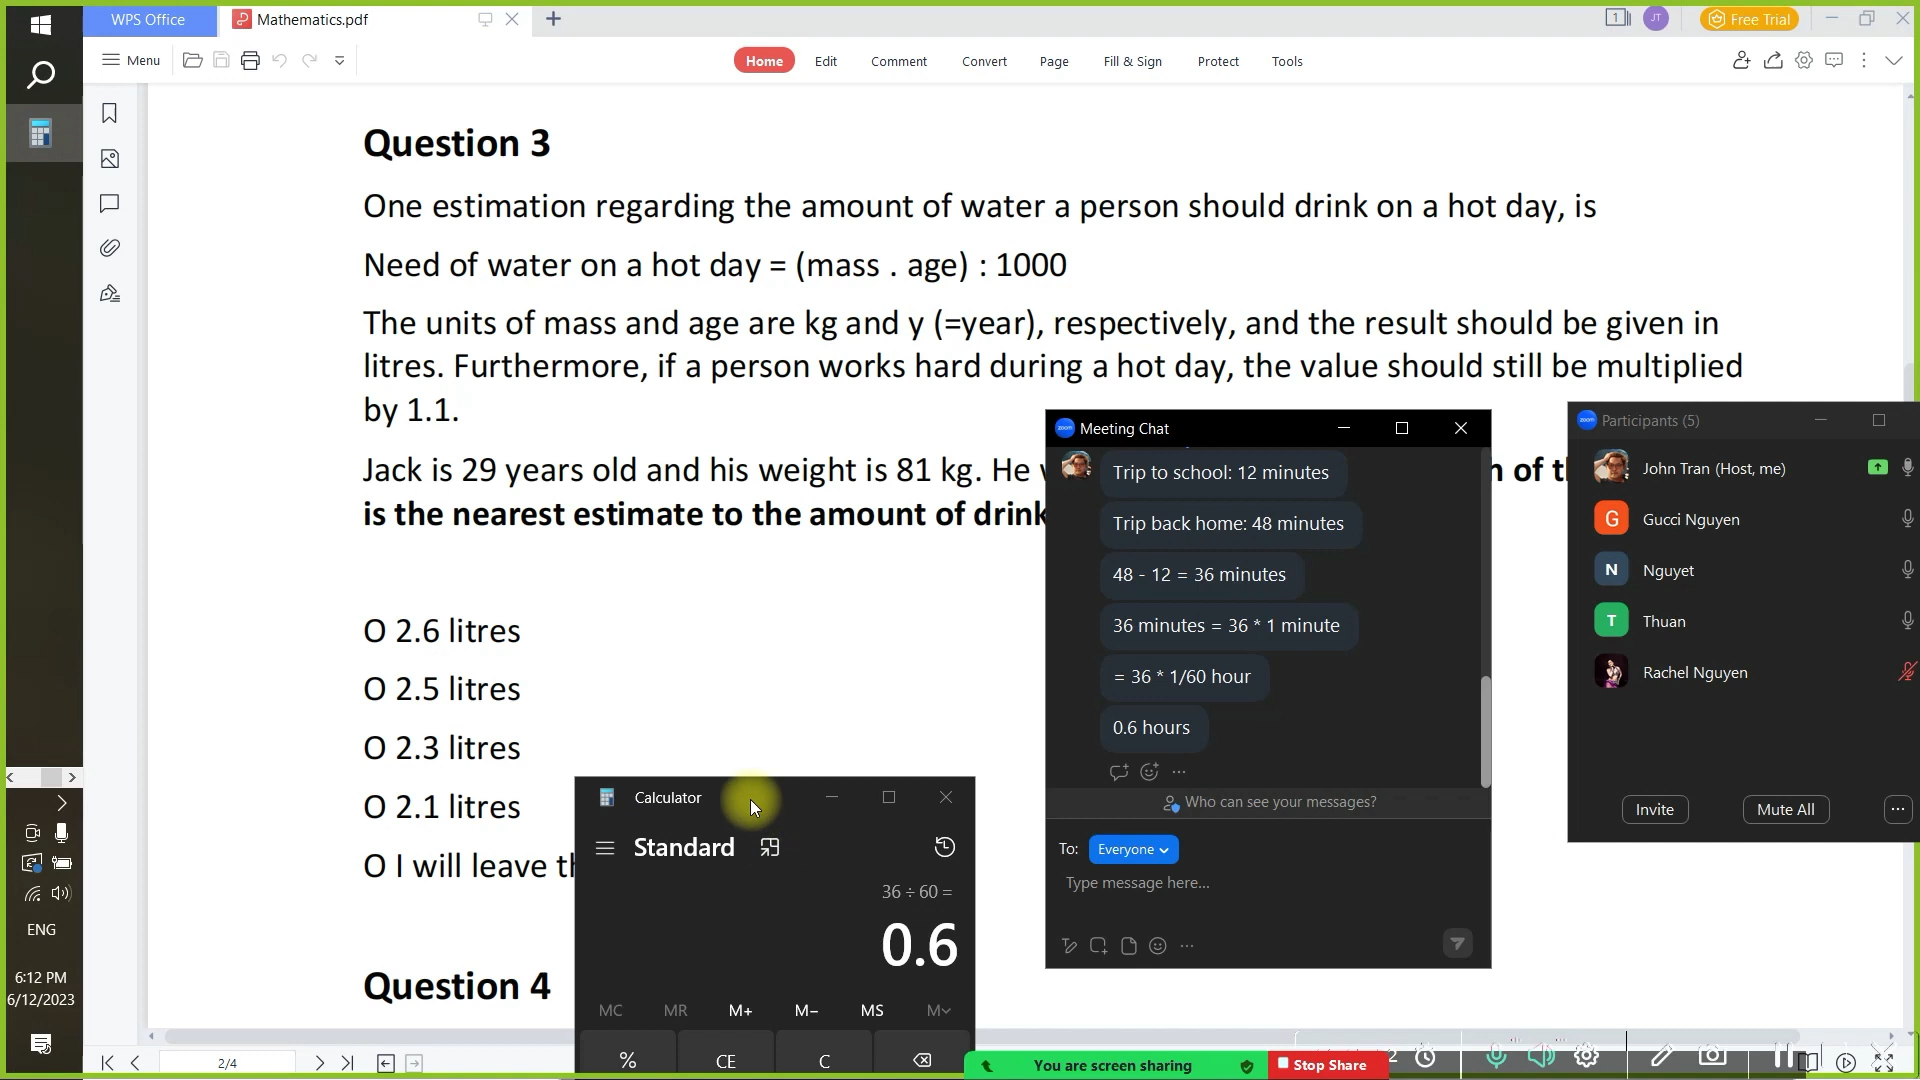 WPS Office
Mathematics.pdf
1
JT
Free Trial
Menu
Home
Edit
Comment
Convert
Page
Fill & Sign
Protect
Tools
Question 3
One estimation regarding the amount of water a person should drink on a hot day, is
Need of water on a hot day = (mass . age) : 1000
The units of mass and age are kg and y (=year), respectively, and the result should be given in
litres. Furthermore, if a person works hard during a hot day, the value should still be multiplied
by 1.1.
Jack is 29 years old and his weight is 81 kg. He
is the nearest estimate to the amount of drink
O 2.6 litres
O 2.5 litres
O 2.3 litres
O 2.1 litres
O I will leave
Question 4
zoom
Meeting Chat
Trip to school: 12 minutes
Trip back home: 48 minutes
48 - 12 = 36 minutes
36 minutes = 36 * 1 minute
= 36 * 1/60 hour
0.6 hours
Who can see your messages?
To:
Everyone
Type message here...
of
zoom
Participants (5)
John Tran (Host, me)
G
Gucci Nguyen
N
Nguyet
T
Thuan
Rachel Nguyen
Invite
Mute All
Calculator
Standard
36 ÷ 60 =
0.6
MC
MR
M+
M−
MS
M
%
CE
C
ENG
6:12 PM
6/12/2023
2/4
You are screen sharing
Stop Share
2